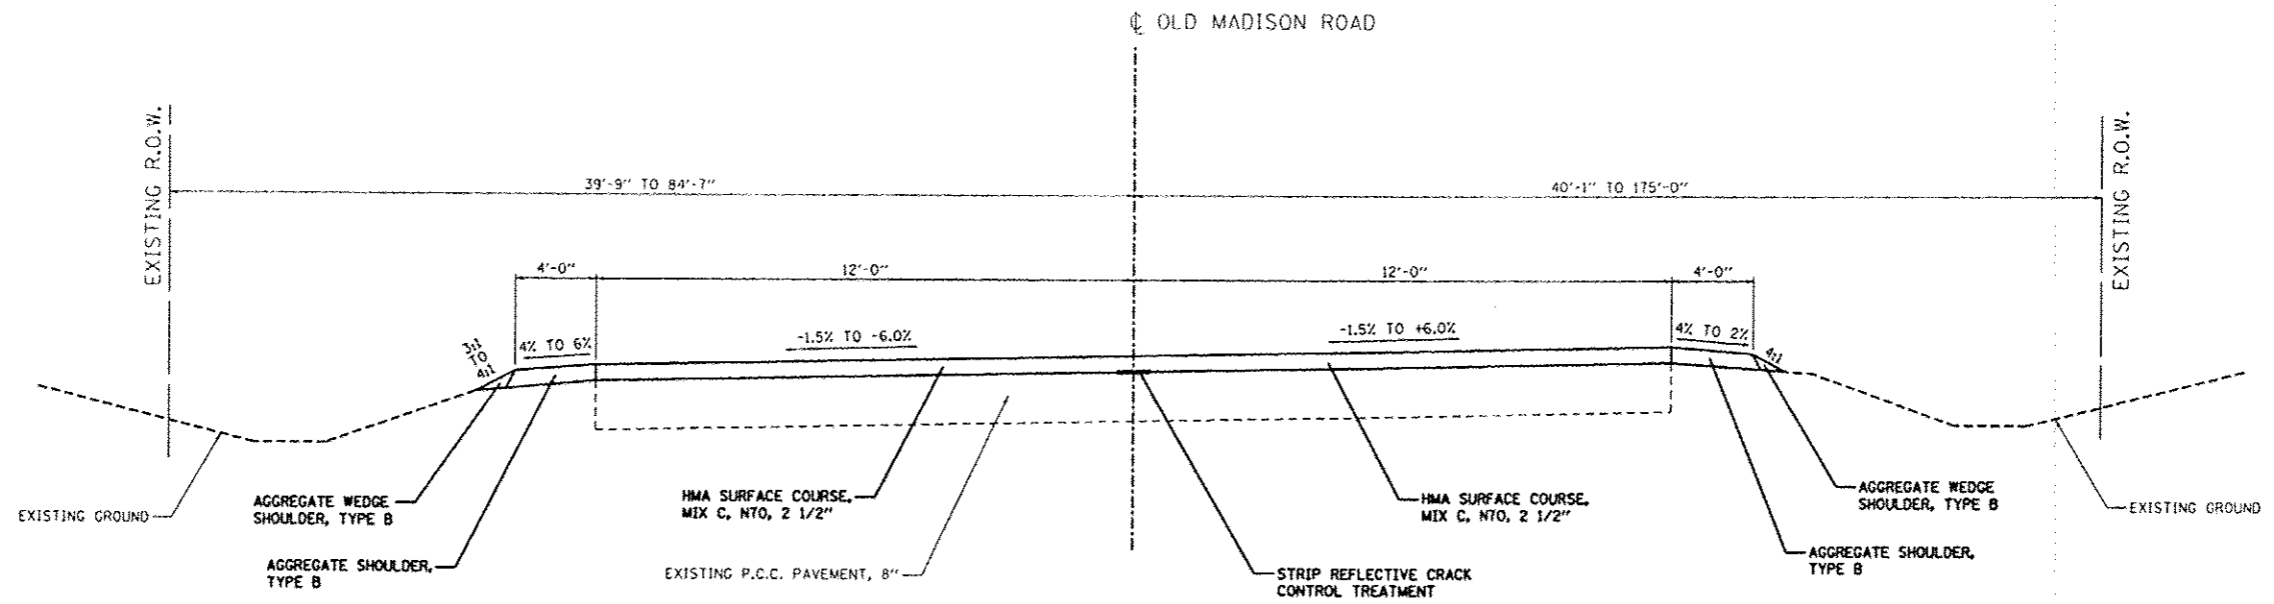 ℄ OLD MADISON ROAD
EXISTING R.O.W.
EXISTING R.O.W.
39'-9" TO 84'-7"
40'-1" TO 175'-0"
4'-0"
12'-0"
12'-0"
4'-0"
3:1
TO
4:1
4% TO 6%
-1.5% TO -6.0%
-1.5% TO +6.0%
4% TO 2%
4:1
EXISTING GROUND
AGGREGATE WEDGE
SHOULDER, TYPE B
AGGREGATE SHOULDER,
TYPE B
HMA SURFACE COURSE,
MIX C, N70, 2 1/2"
EXISTING P.C.C. PAVEMENT, 8"
STRIP REFLECTIVE CRACK
CONTROL TREATMENT
HMA SURFACE COURSE,
MIX C, N70, 2 1/2"
AGGREGATE WEDGE
SHOULDER, TYPE B
AGGREGATE SHOULDER,
TYPE B
EXISTING GROUND